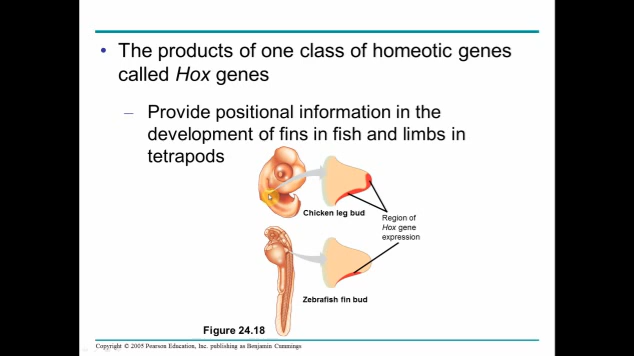 • The products of one class of homeotic genes
called Hox genes
– Provide positional information in the
development of fins in fish and limbs in
tetrapods
Chicken leg bud
Region of
Hox gene
expression
Zebrafish fin bud
Figure 24.18
Copyright © 2005 Pearson Education, Inc. publishing as Benjamin Cummings